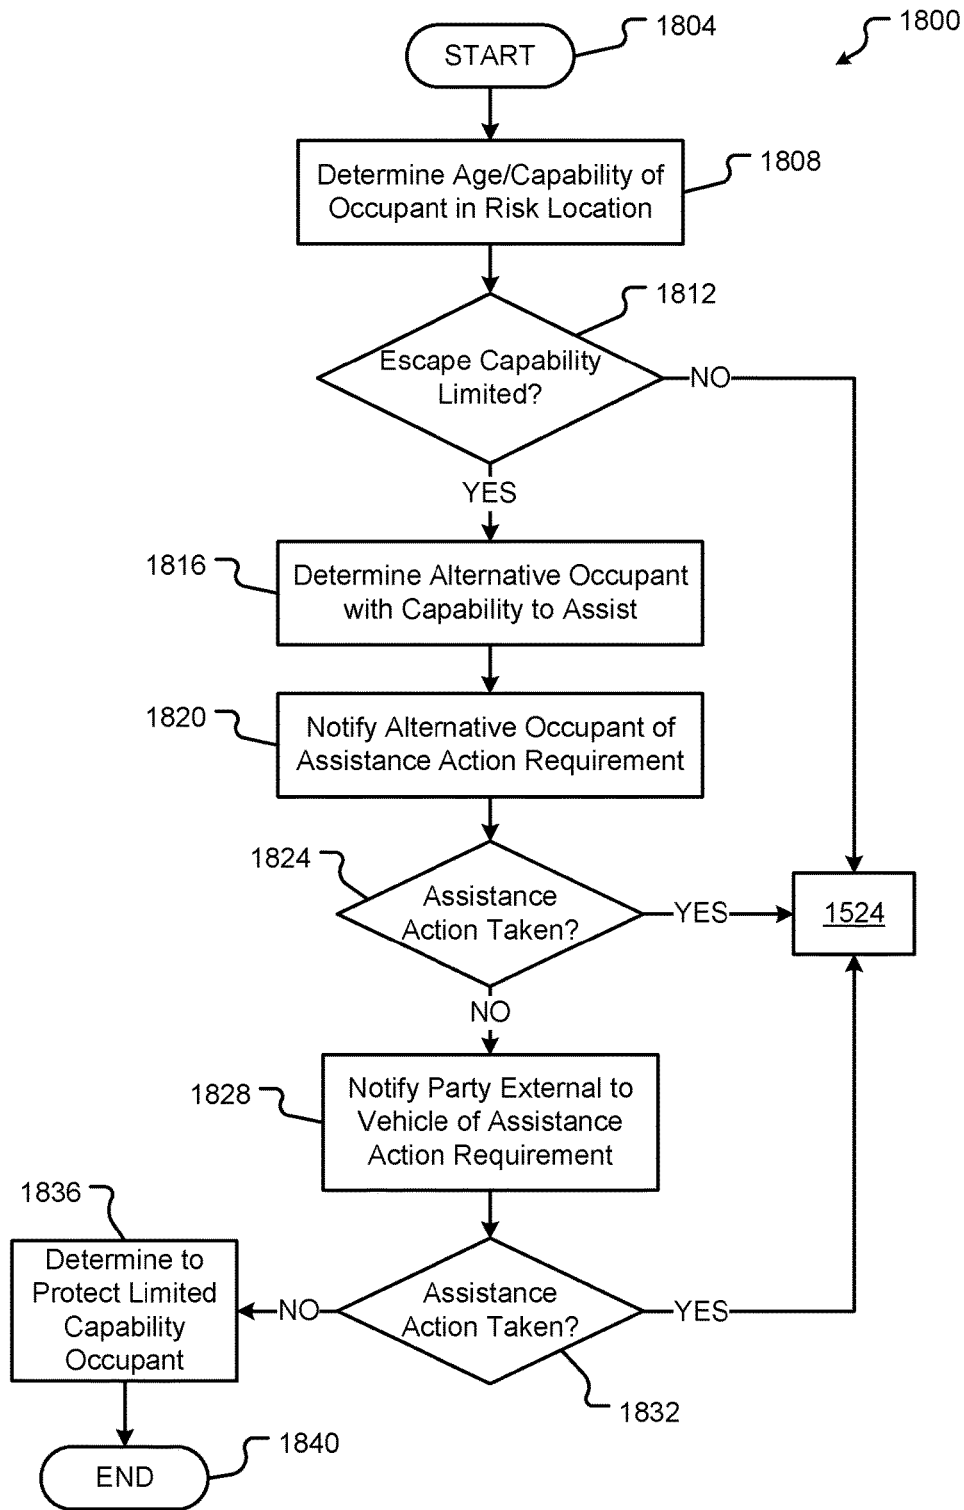 1804
1800
START
1808
Determine Age/Capability of
Occupant in Risk Location
1812
Escape Capability
Limited?
NO
YES
1816
Determine Alternative Occupant
with Capability to Assist
1820
Notify Alternative Occupant of
Assistance Action Requirement
1824
Assistance
Action Taken?
YES
1524
NO
1828
Notify Party External to
Vehicle of Assistance
Action Requirement
1836
Determine to
Protect Limited
Capability
Occupant
NO
Assistance
Action Taken?
YES
1832
1840
END